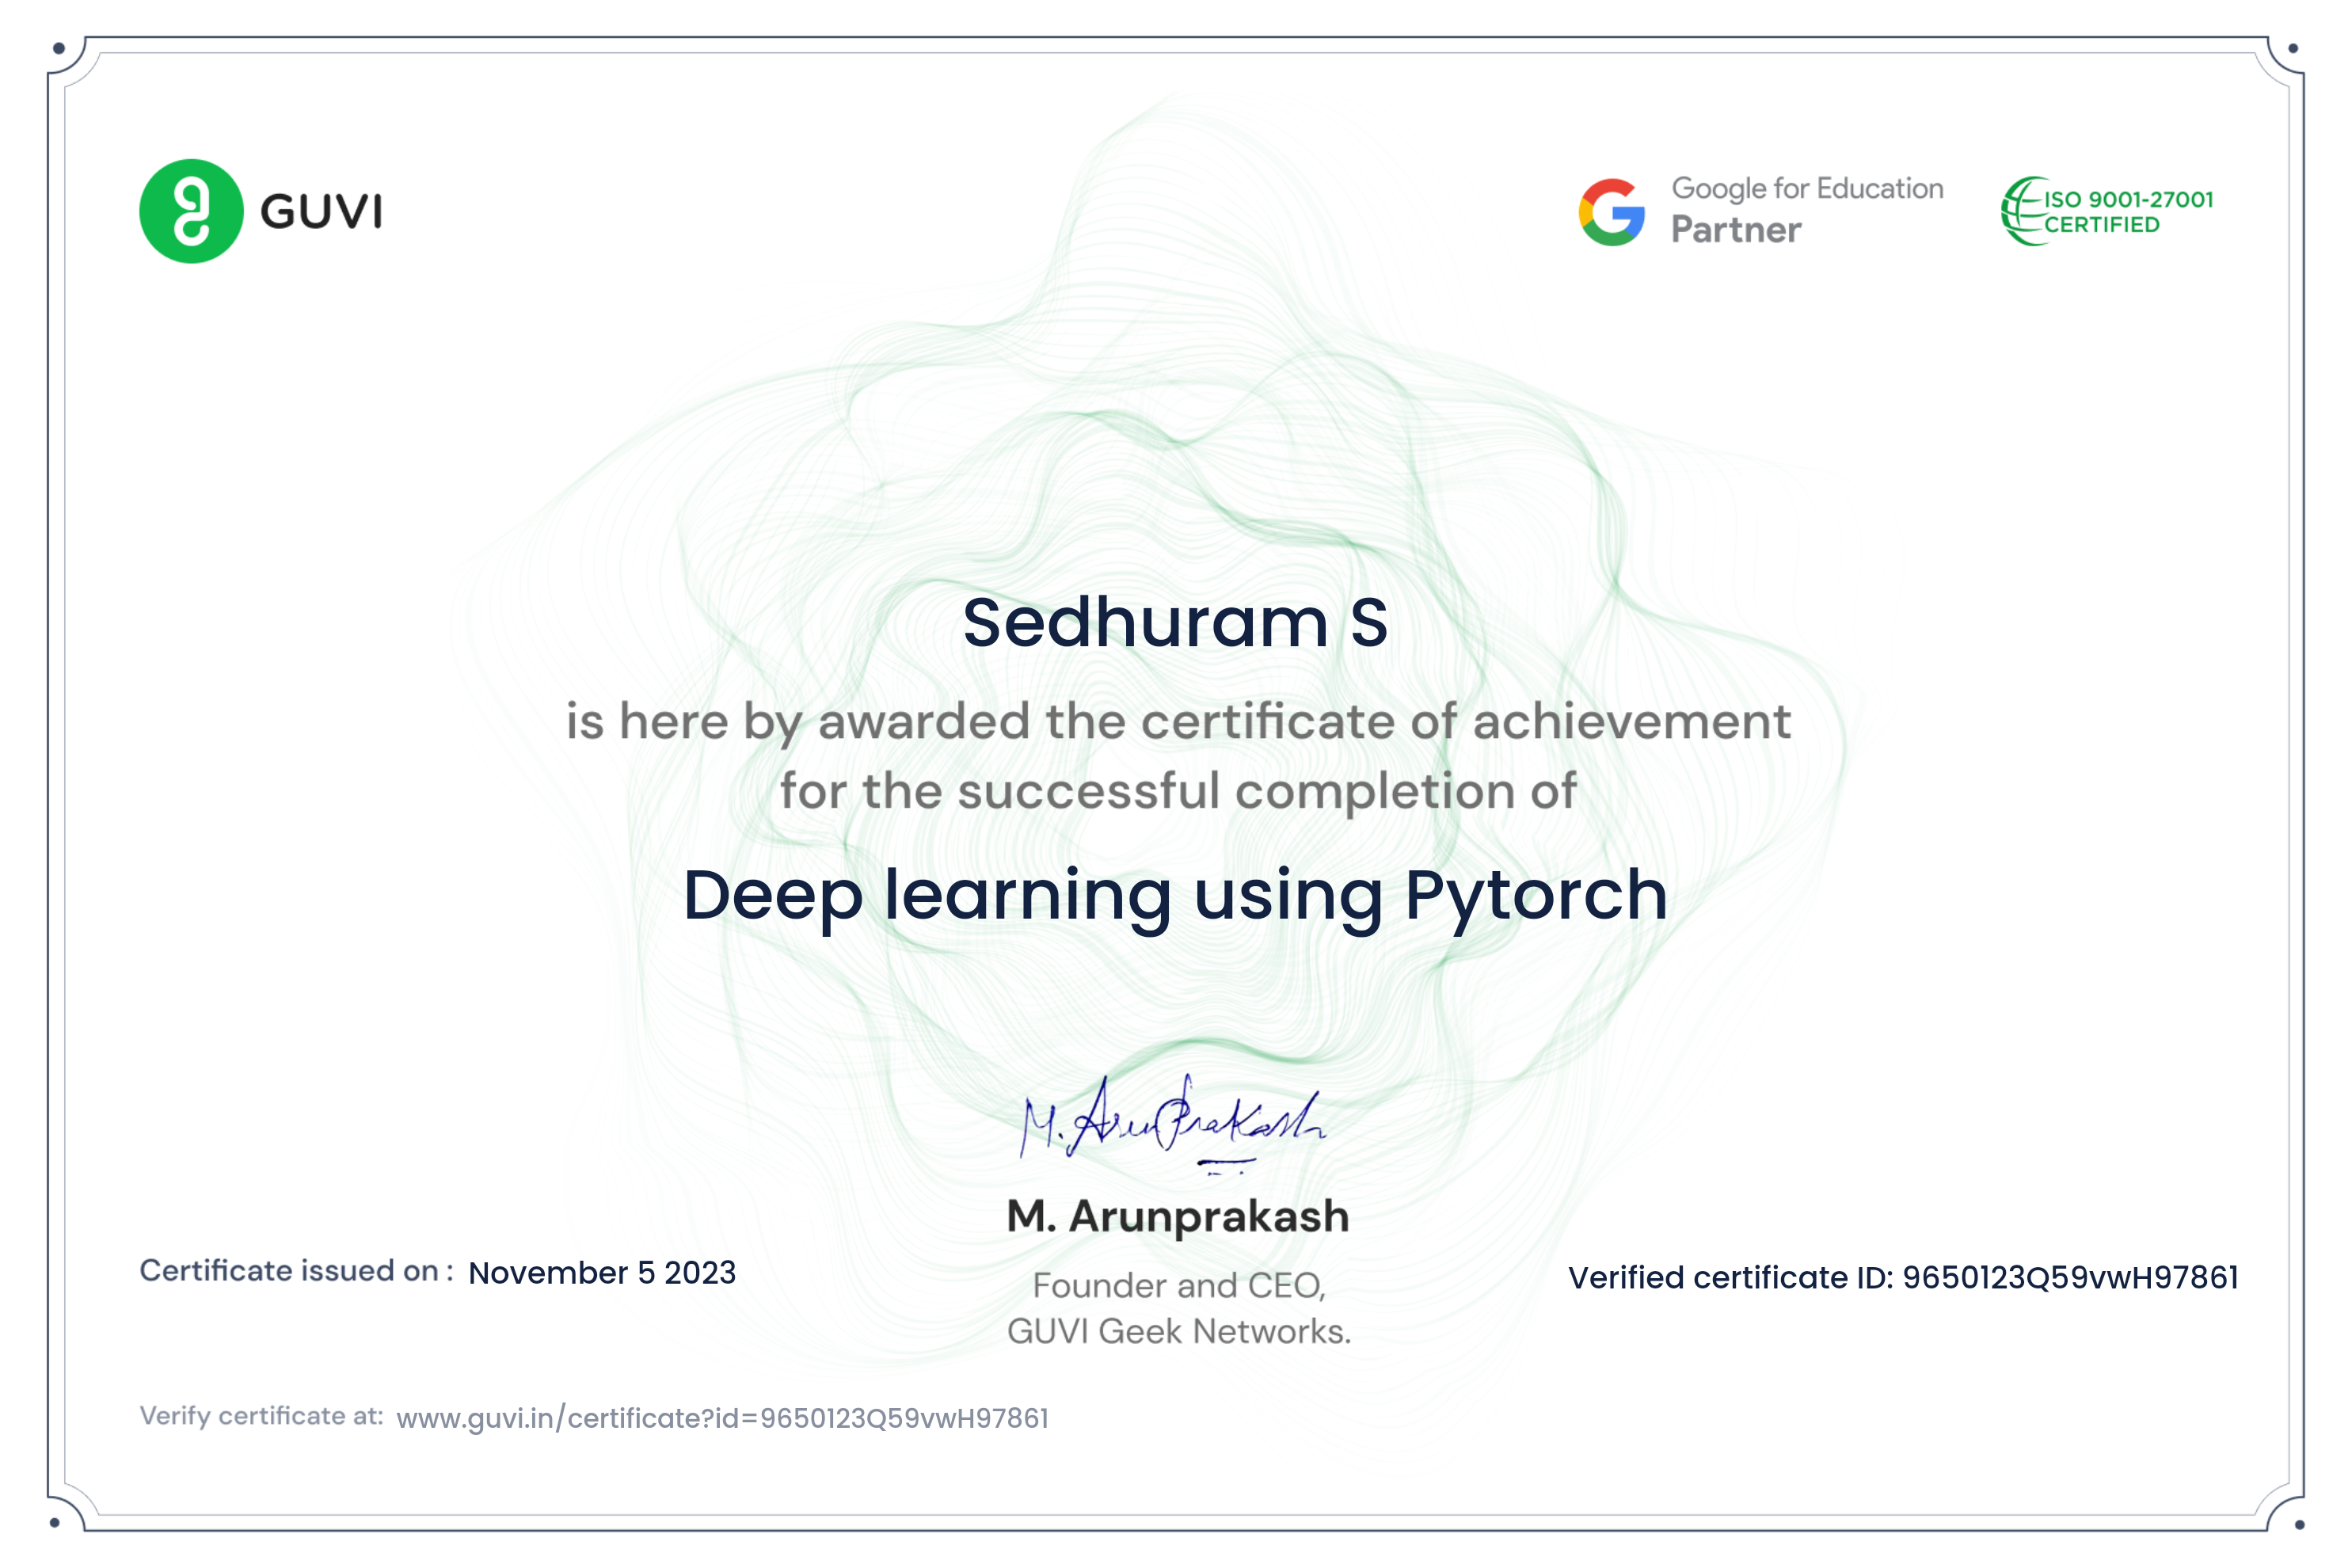 GUVI
Google for Education
Partner
ISO 9001-27001
CERTIFIED
Sedhuram S
is here by awarded the certificate of achievement
for the successful completion of
Deep learning using Pytorch
M. Arunprakash
M. Arunprakash
Founder and CEO,
GUVI Geek Networks.
Certificate issued on : November 5 2023
Verified certificate ID: 9650123Q59vwH97861
Verify certificate at: www.guvi.in/certificate?id=9650123Q59vwH97861